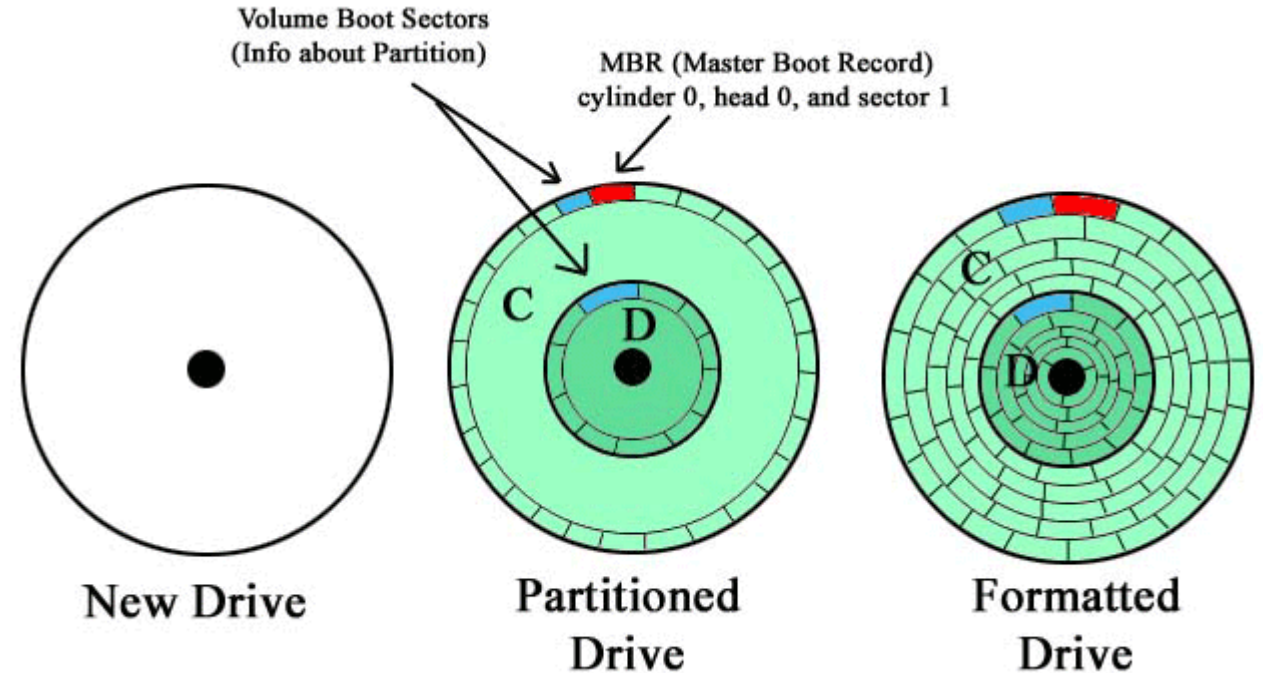 Volume Boot Sectors
(Info about Partition)
MBR (Master Boot Record)
cylinder 0, head 0, and sector 1
C
D
C
D
New Drive
Partitioned
Drive
Formatted
Drive